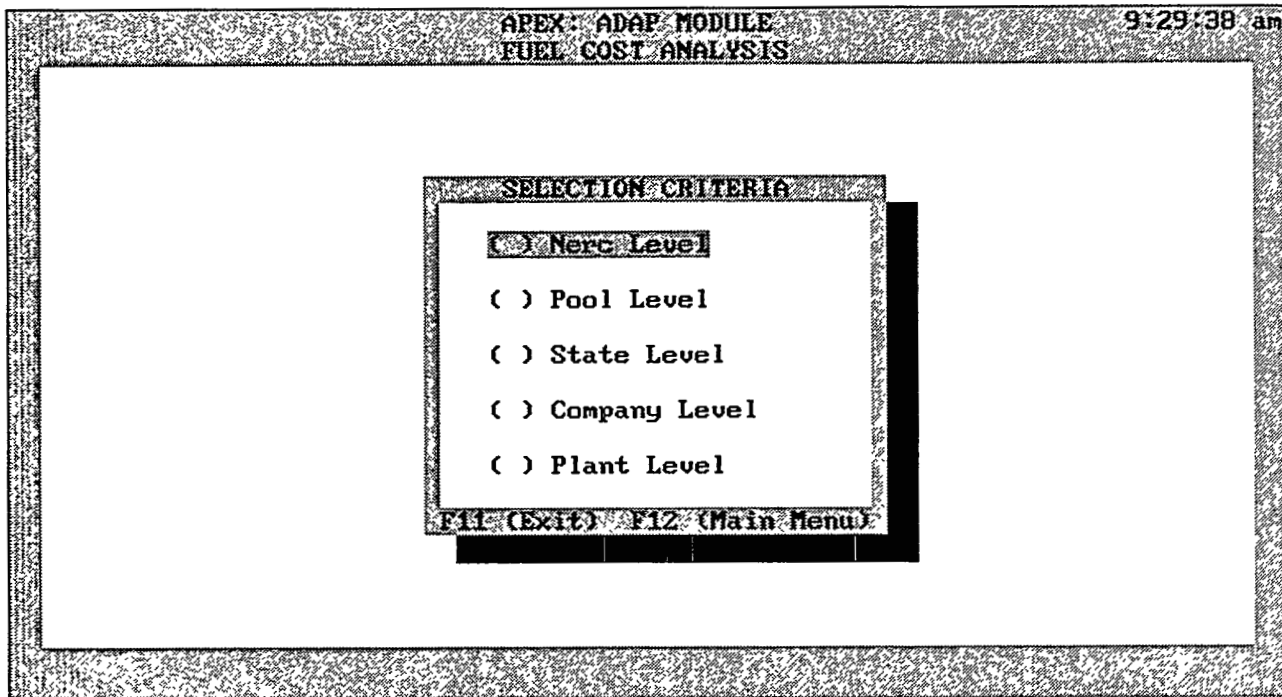 APEX: ADAP MODULE 9:29:38 am
FUEL COST ANALYSIS
SELECTION CRITERIA
( ) Nerc Level
( ) Pool Level
( ) State Level
( ) Company Level
( ) Plant Level
F11 (Exit) F12 (Main Menu)